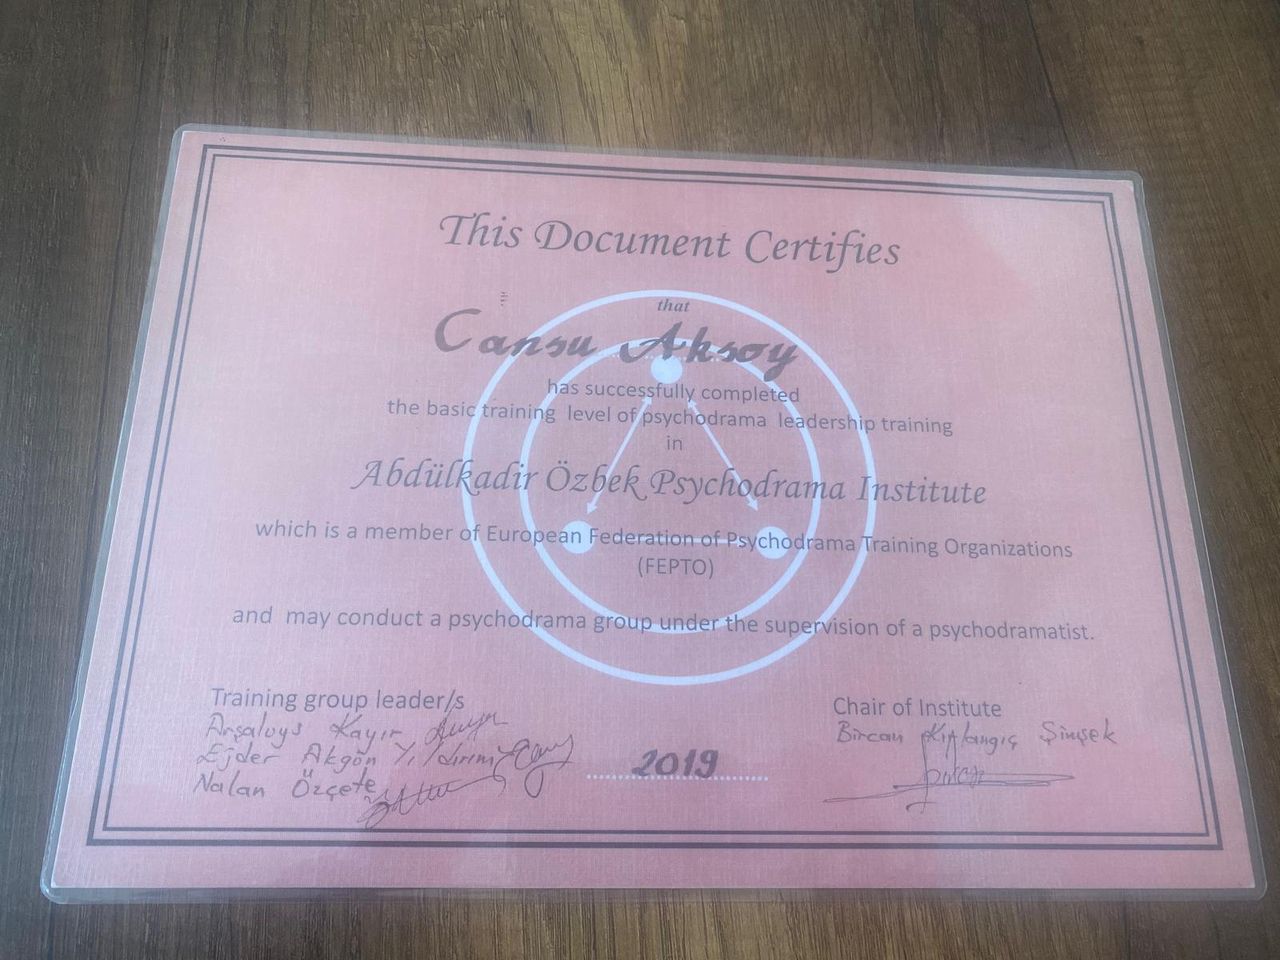 This Document Certifies
that
Cansu Aksoy
has successfully completed
the basic training level of psychodrama leadership training
in
Abdülkadir Özbek Psychodrama Institute
which is a member of European Federation of Psychodrama Training Organizations
(FEPTO)
and may conduct a psychodrama group under the supervision of a psychodramatist.
Training group leader/s
Arşaluys Kayır
Ejder Akgün Yıldırım
Nalan Özçete
2019
Chair of Institute
Bircan Kırlangıç Şimşek